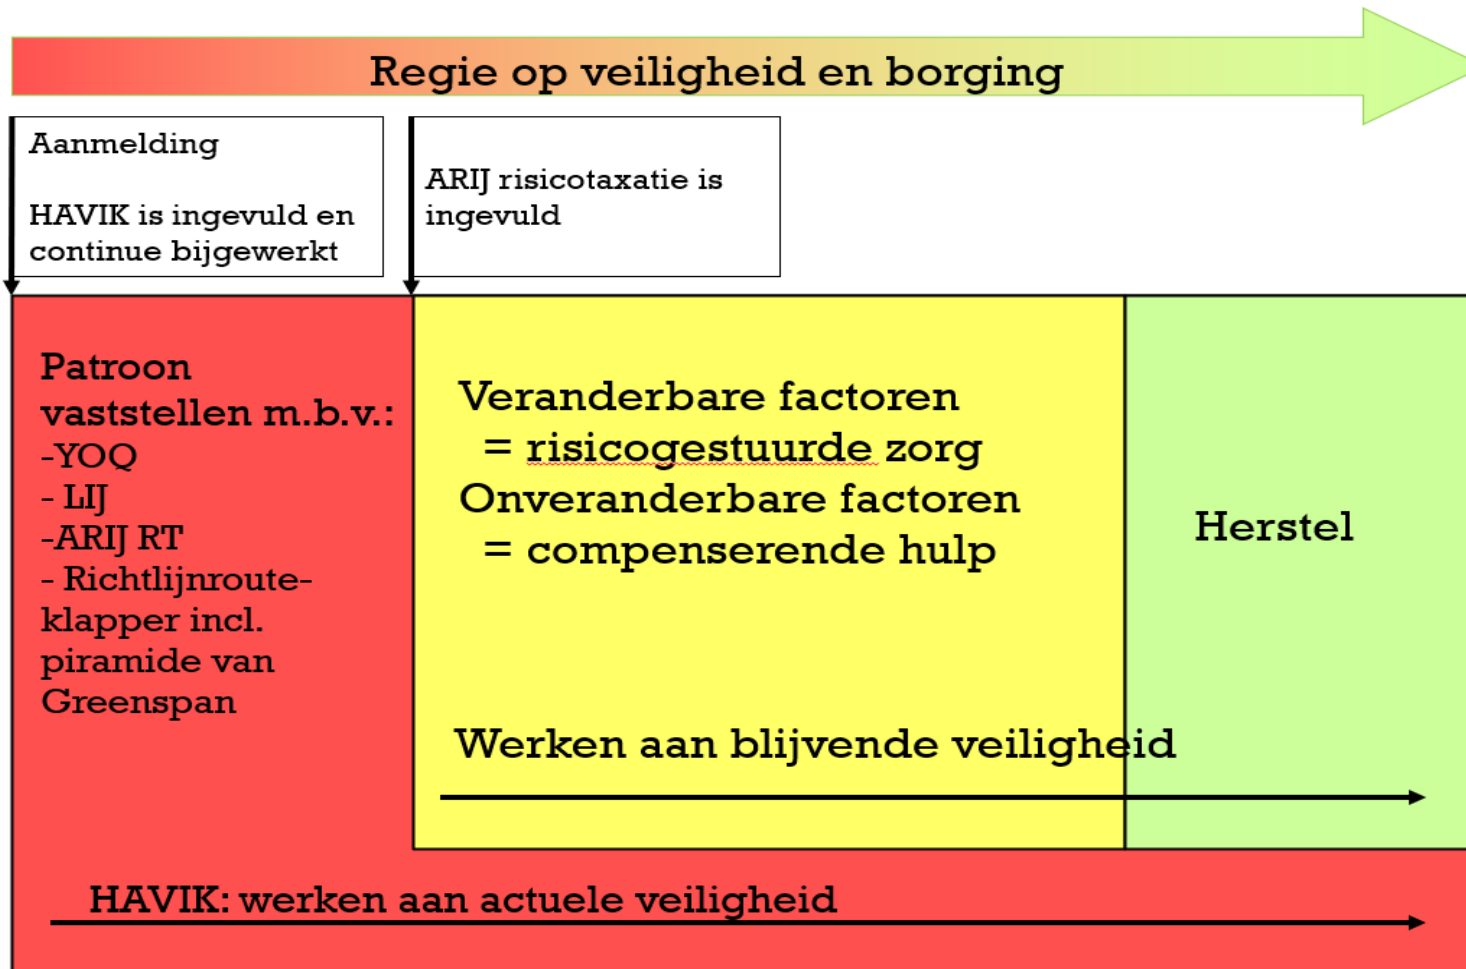 Regie op veiligheid en borging
Aanmelding
HAVIK is ingevuld en
continue bijgewerkt
ARIJ risicotaxatie is
ingevuld
Patroon
vaststellen m.b.v.:
-YOQ
- LIJ
-ARIJ RT
- Richtlijnroute-
klapper incl.
piramide van
Greenspan
Veranderbare factoren
= risicogestuurde zorg
Onveranderbare factoren
= compenserende hulp
Herstel
Werken aan blijvende veiligheid
HAVIK: werken aan actuele veiligheid